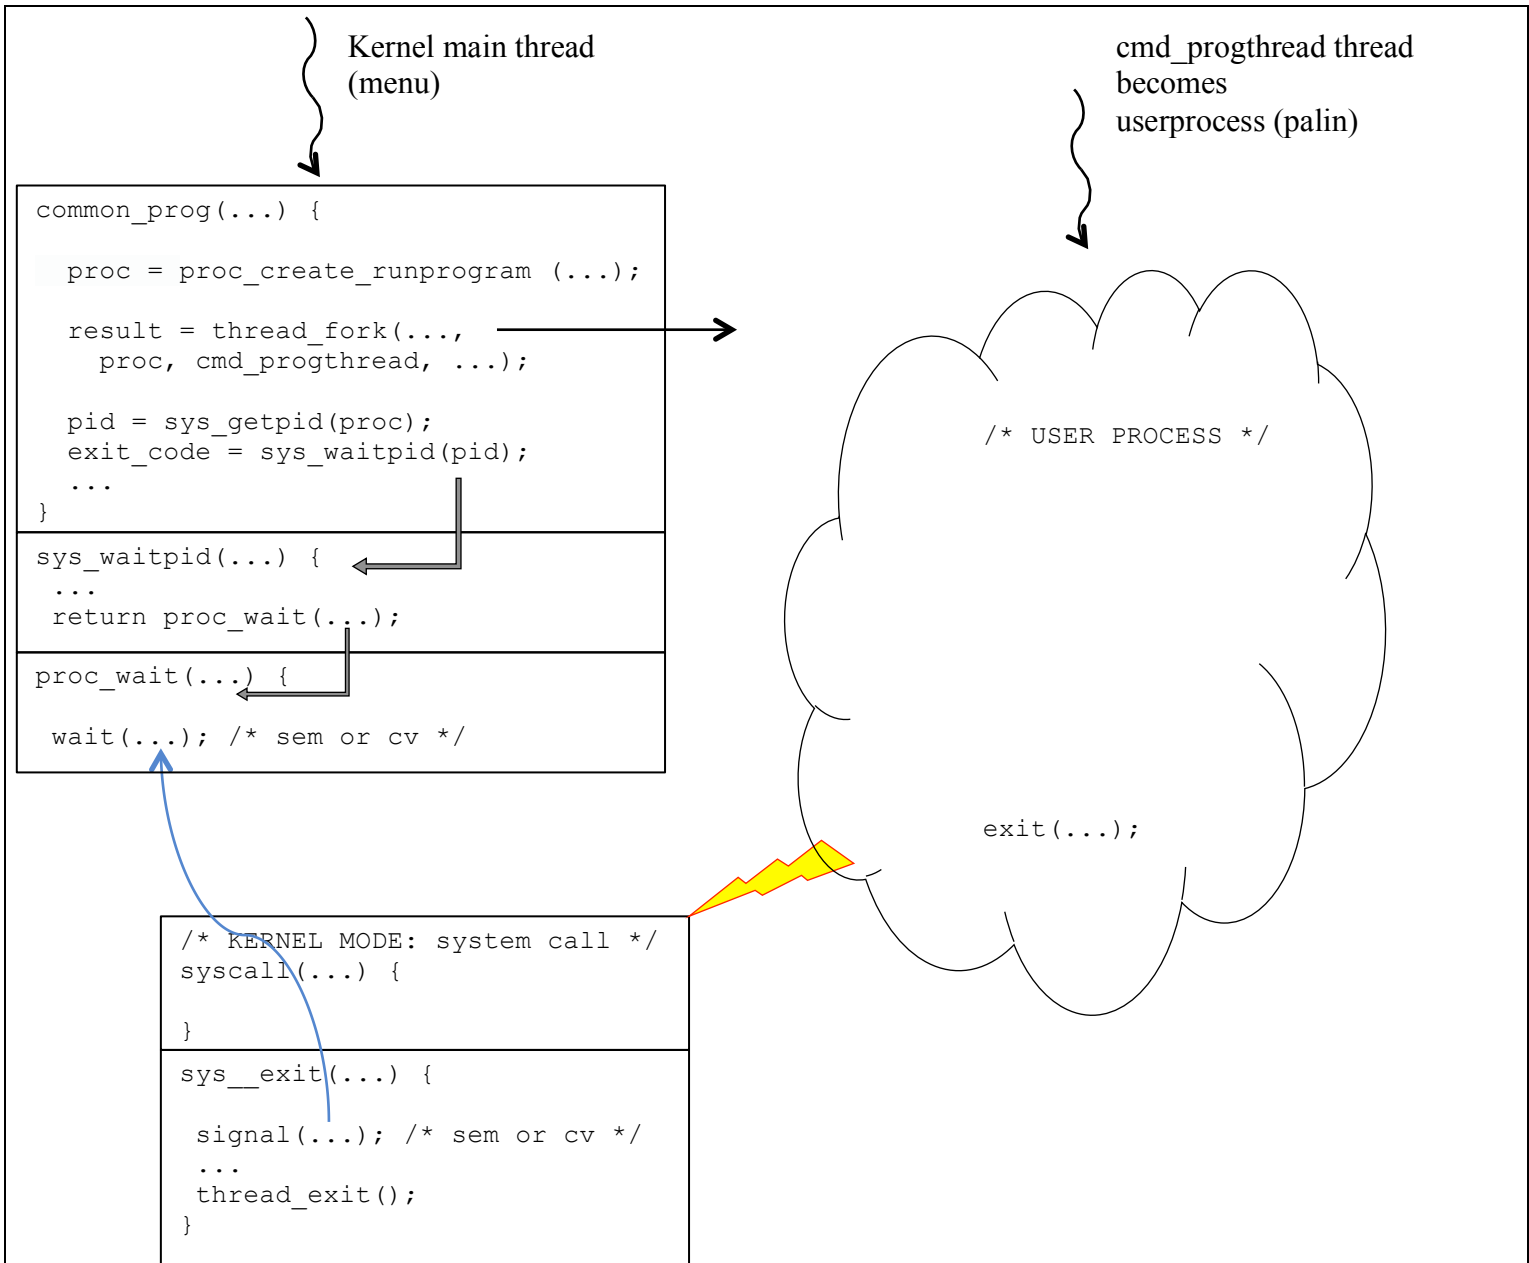 Kernel main thread
(menu)
cmd_progthread thread
becomes
userprocess (palin)
common_prog(...) {
proc = proc_create_runprogram (...);
result = thread_fork(...,
proc, cmd_progthread, ...);
pid = sys_getpid(proc);
exit_code = sys_waitpid(pid);
...
}
sys_waitpid(...) {
...
return proc_wait(...);
proc_wait(...) {
wait(...); /* sem or cv */
/* USER PROCESS */
exit(...);
/* KERNEL MODE: system call */
syscall(...) {
}
sys__exit(...) {
signal(...); /* sem or cv */
...
thread_exit();
}